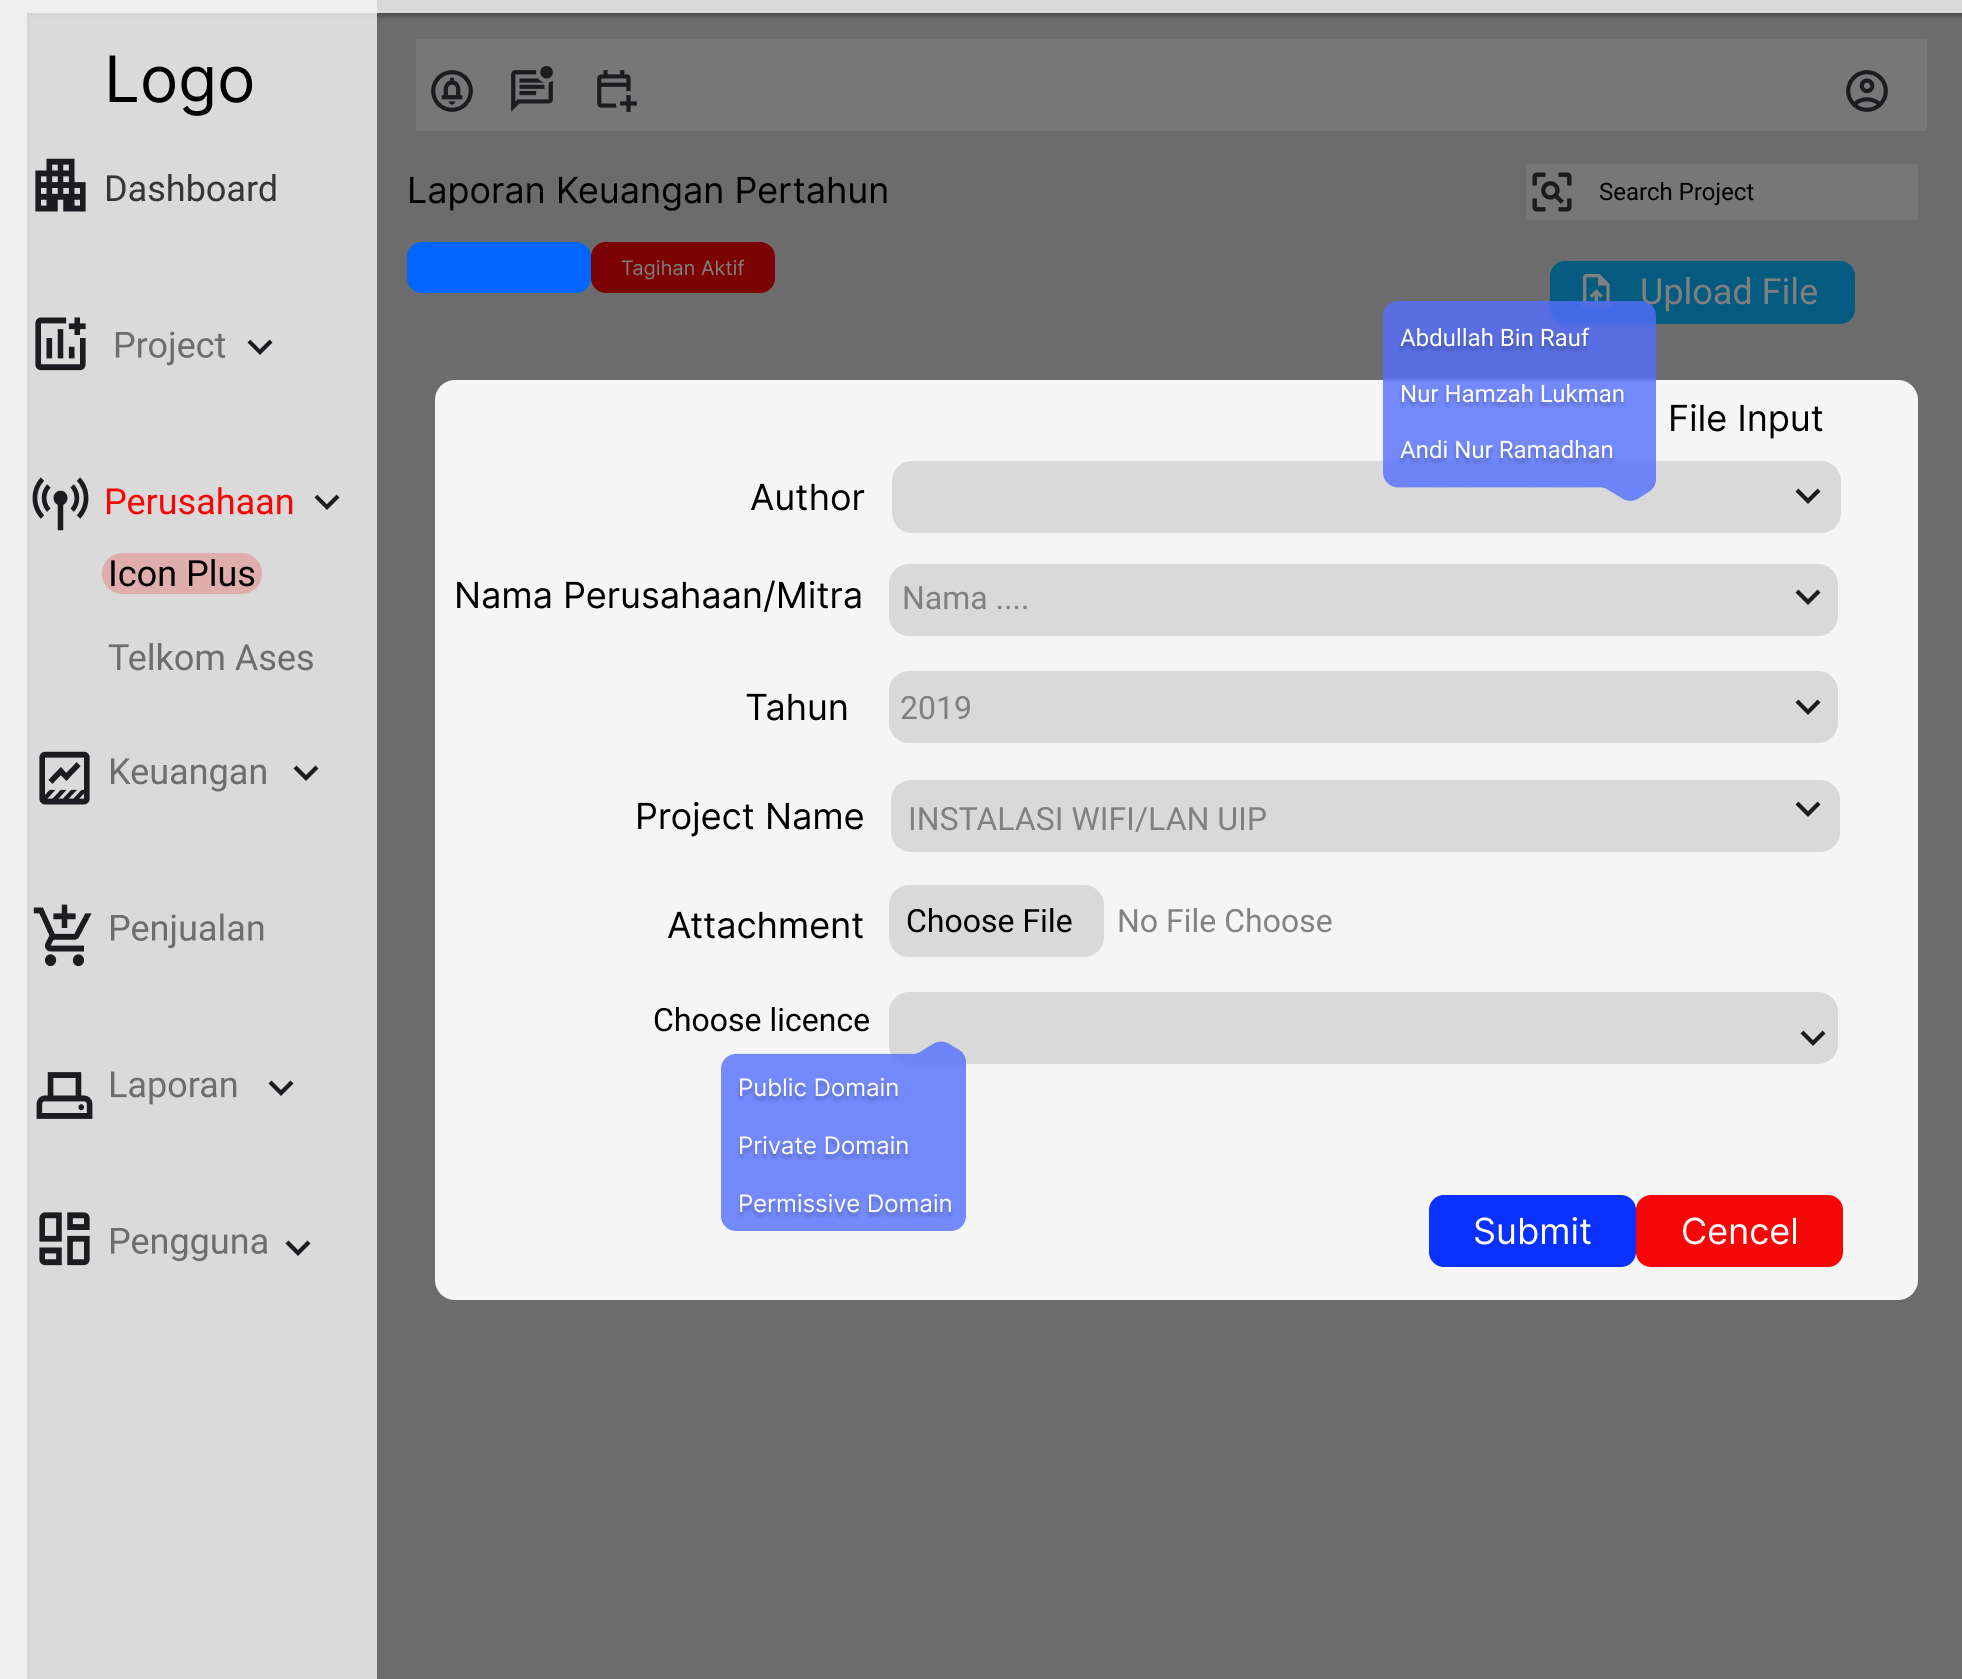 Logo
Dashboard
Project
Perusahaan
Icon Plus
Telkom Ases
Keuangan
Penjualan
Laporan
Pengguna
Laporan Keuangan Pertahun
Search Project
Tagihan Aktif
Upload File
Abdullah Bin Rauf
Nur Hamzah Lukman
Andi Nur Ramadhan
File Input
Author
Nama Perusahaan/Mitra
Nama ....
Tahun
2019
Project Name
INSTALASI WIFI/LAN UIP
Attachment
Choose File
No File Choose
Choose licence
Public Domain
Private Domain
Permissive Domain
Submit
Cencel